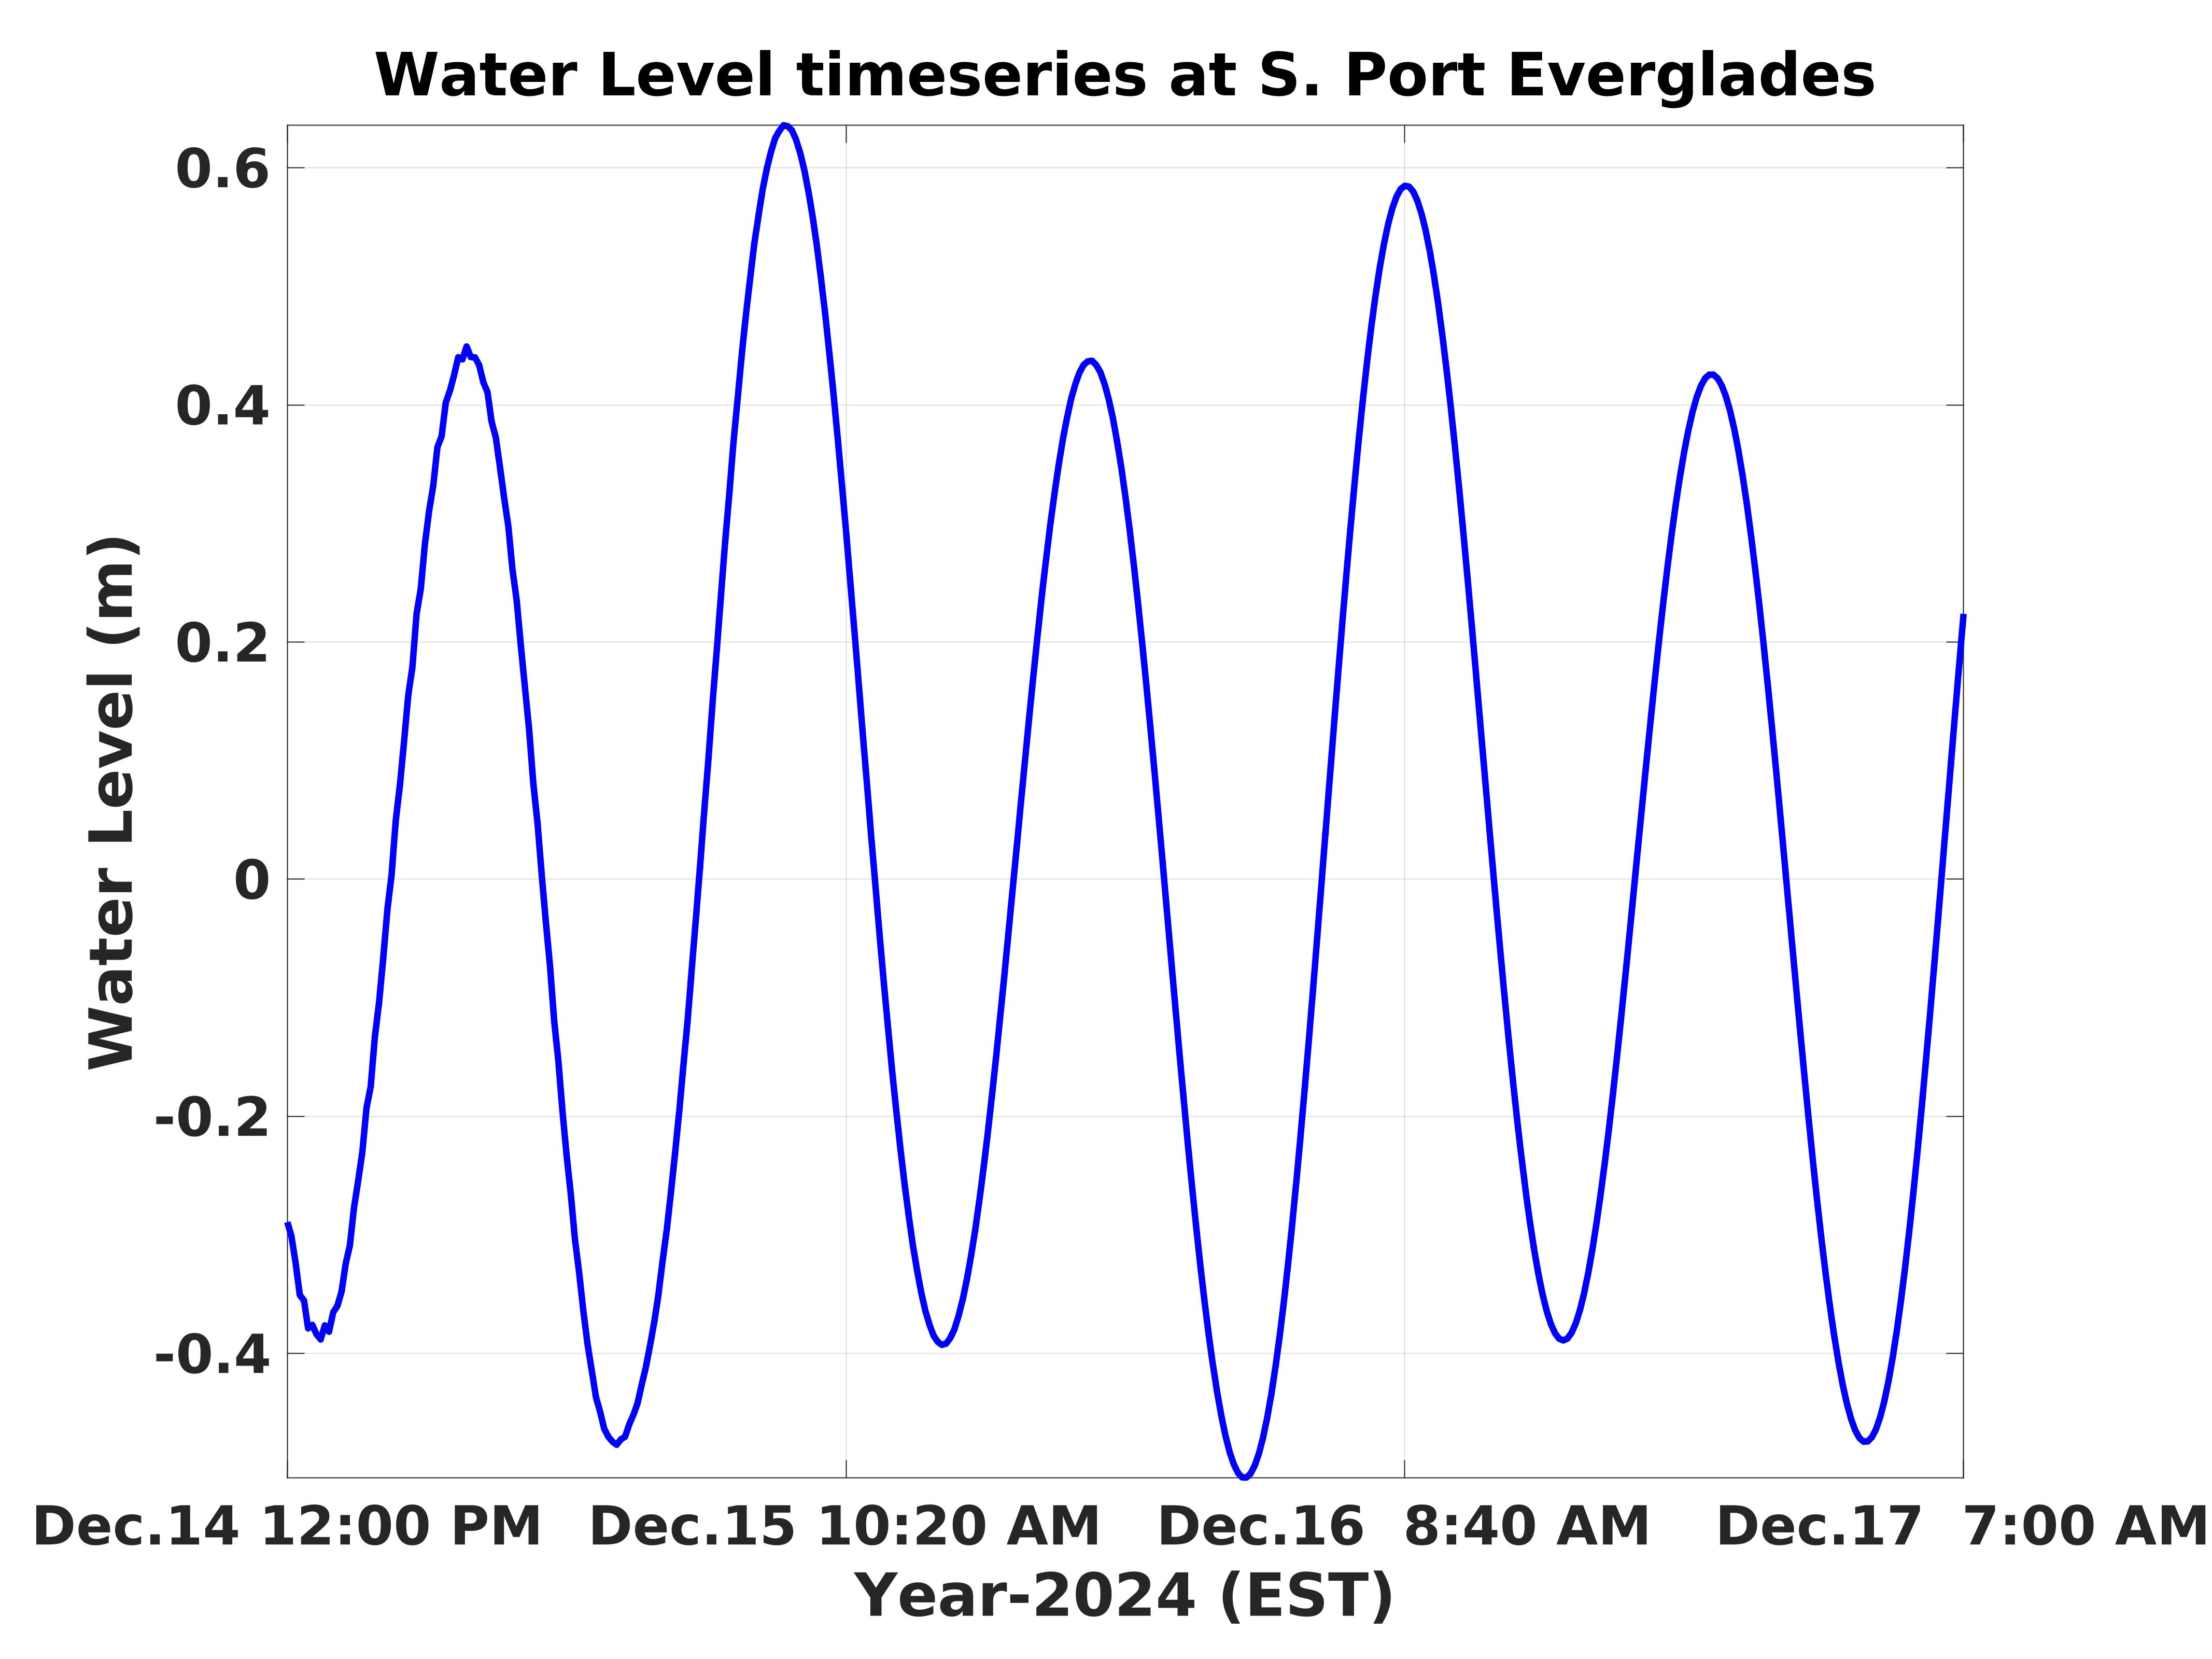 Water Level timeseries at S. Port Everglades
0.6
0.4
0.2
0
-0.2
-0.4
Water Level (m)
Dec.14 12:00 PM Dec.15 10:20 AM Dec.16 8:40 AM Dec.17 7:00 AM
Year-2024 (EST)